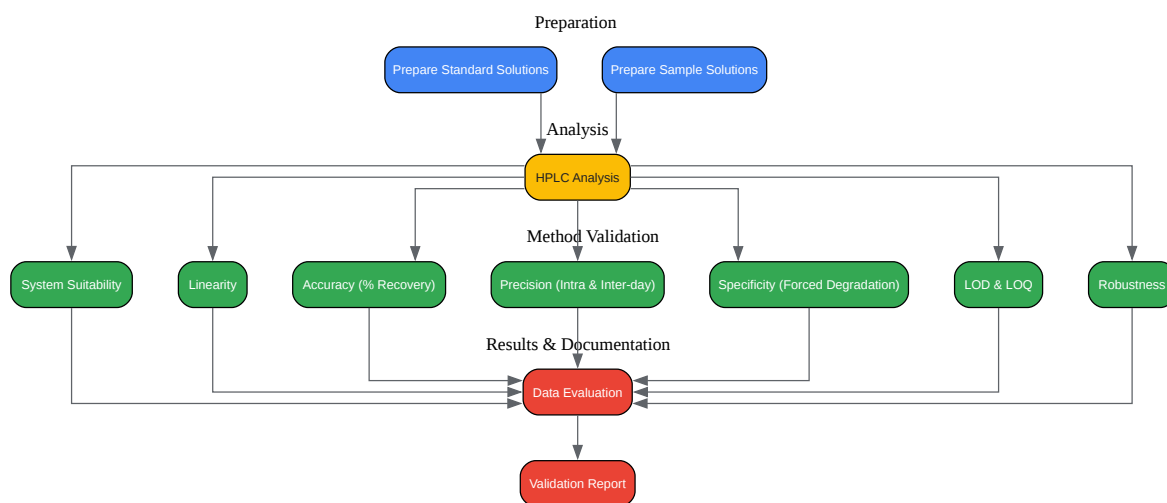 Preparation
Prepare Standard Solutions
Prepare Sample Solutions
Analysis
HPLC Analysis
Method Validation
System Suitability
Linearity
Accuracy (% Recovery)
Precision (Intra & Inter-day)
Specificity (Forced Degradation)
LOD & LOQ
Robustness
Results & Documentation
Data Evaluation
Validation Report